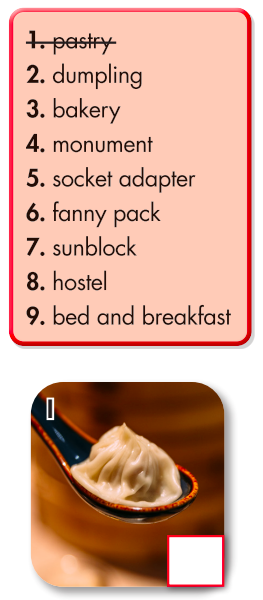 1. pastry
2. dumpling
3. bakery
4. monument
5. socket adapter
6. fanny pack
7. sunblock
8. hostel
9. bed and breakfast